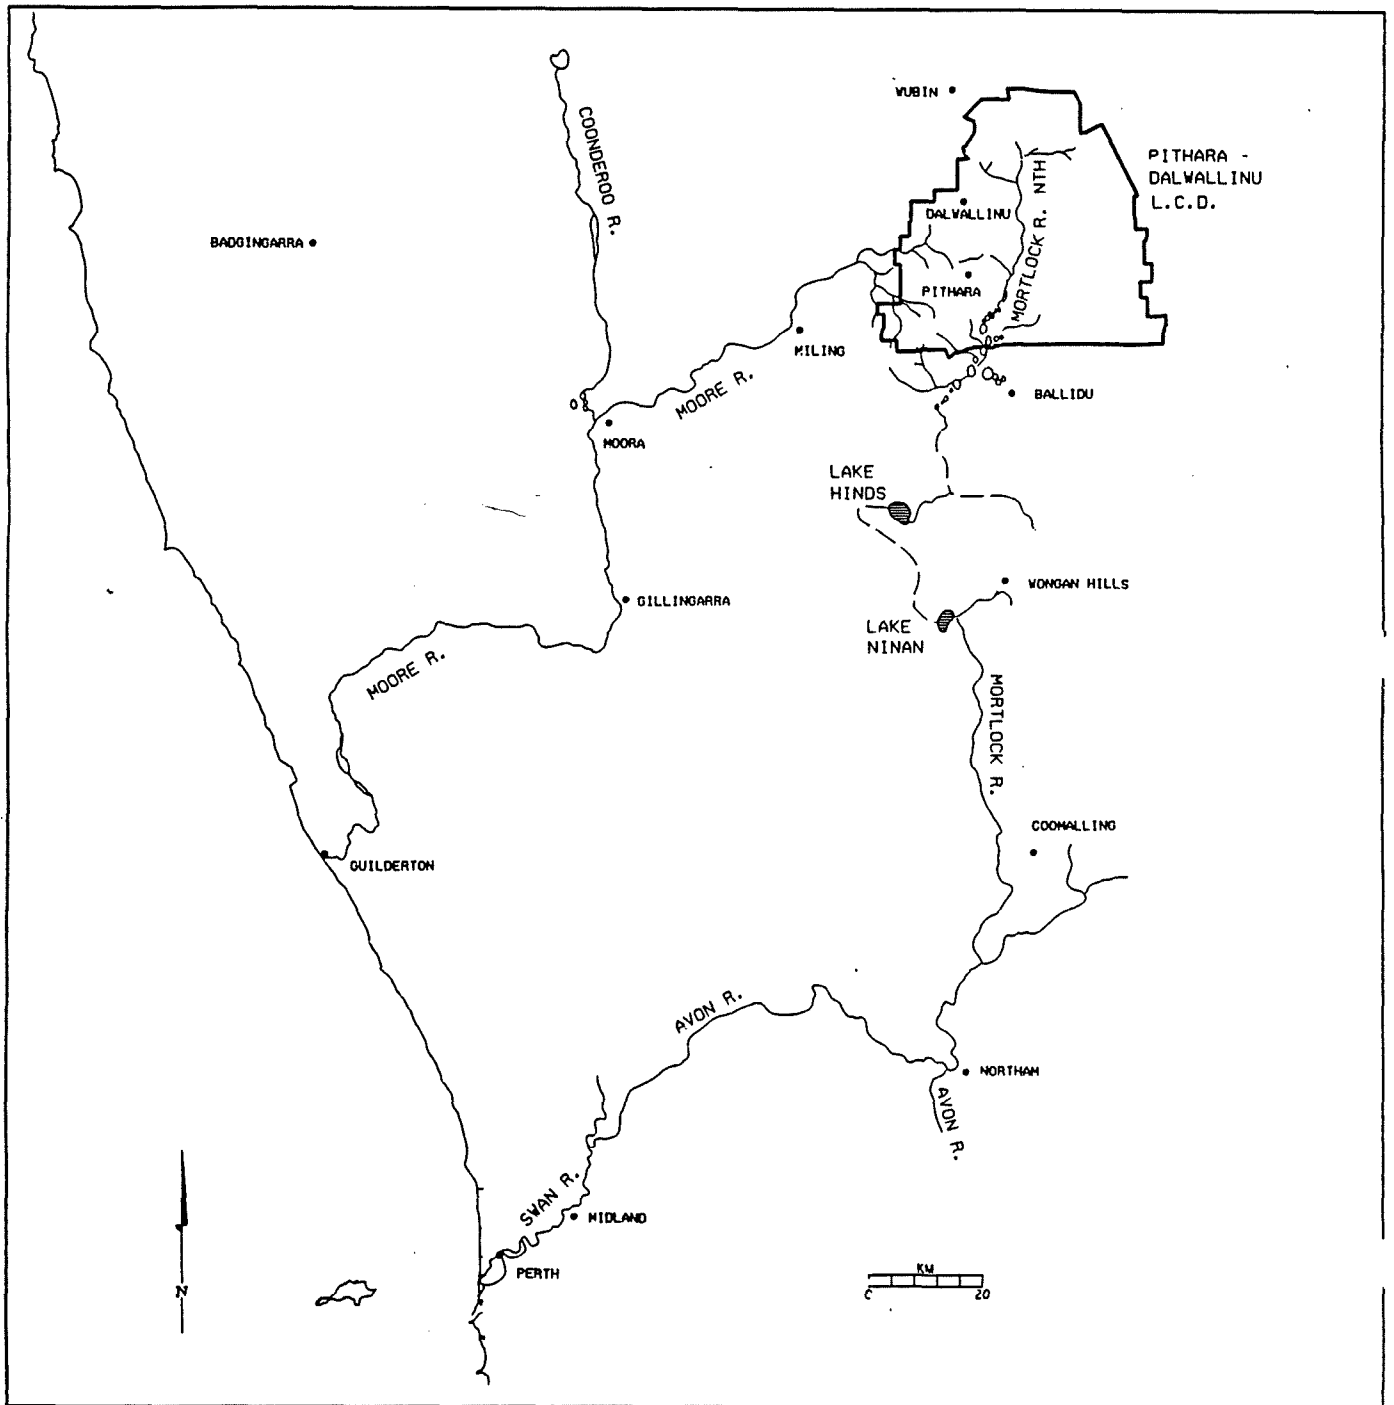 WUBIN
COONDEROO R.
PITHARA -
DALWALLINU
L.C.D.
MORTLOCK R. NTH
DALWALLINU
BADGINGARRA
PITHARA
MILING
MOORE R.
BALLIDU
MOORA
LAKE
HINDS
WONGAN HILLS
GILLINGARRA
LAKE
NINAN
MOORE R.
MORTLOCK R.
COOMALLING
GUILDERTON
AVON R.
NORTHAM
AVON R.
SWAN R.
MIDLAND
PERTH
KM
0 20
N